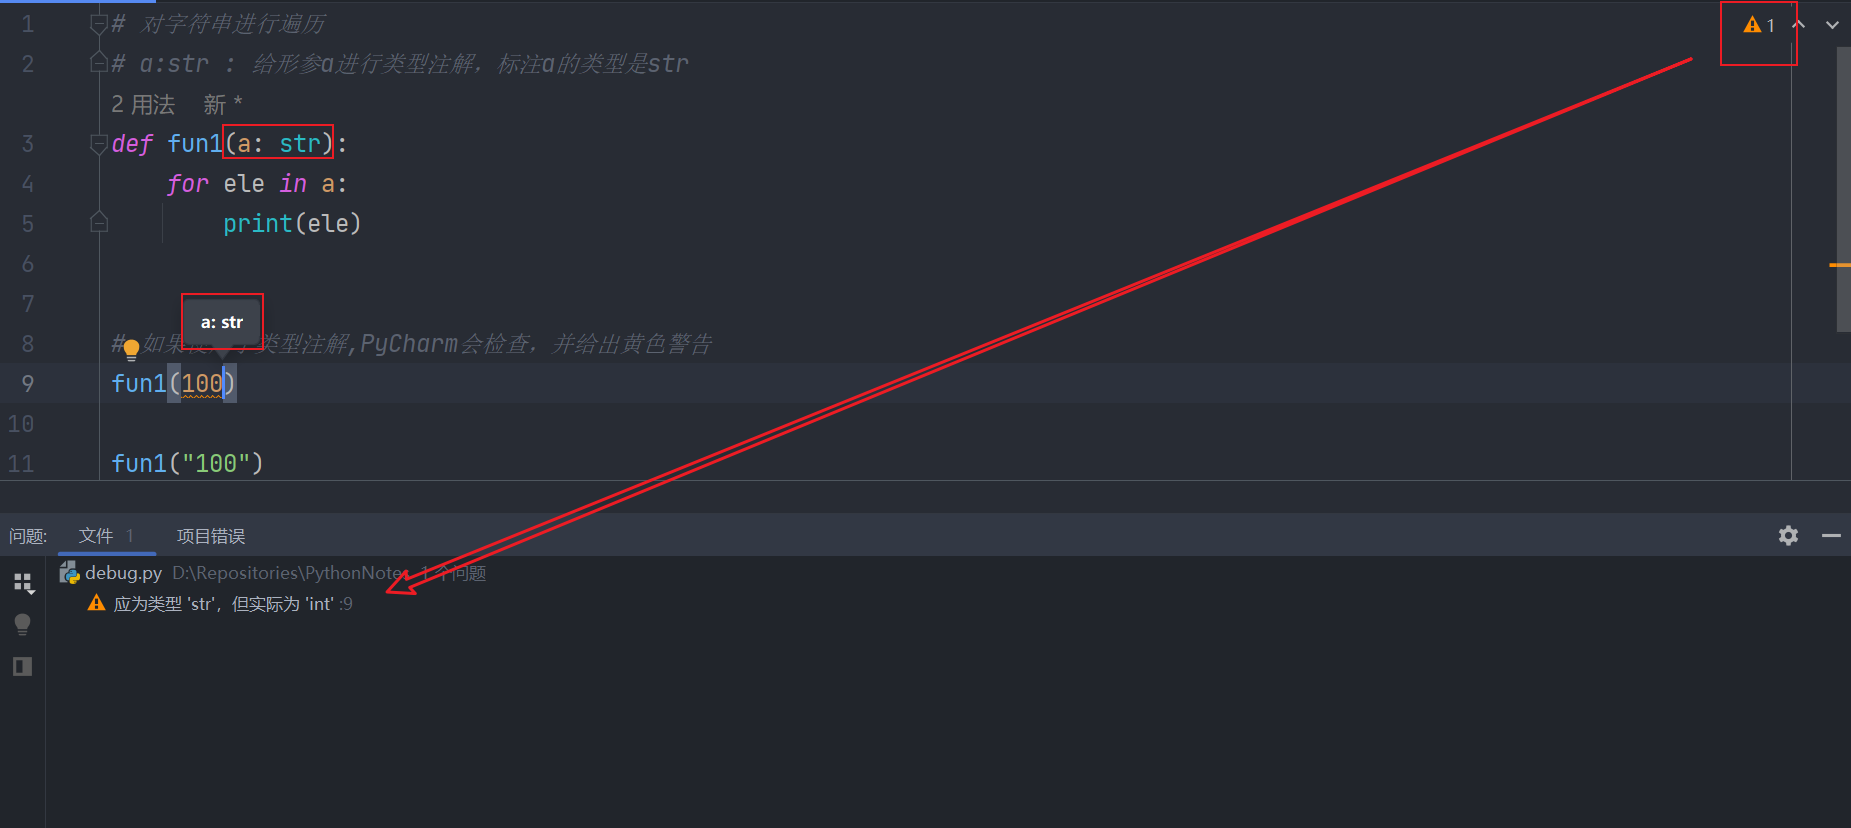 1 # 对字符串进行遍历
⚠ 1
2 # a:str : 给形参a进行类型注解，标注a的类型是str
2 用法 新 *
3 def fun1(a: str):
4 for ele in a:
5 print(ele)
6
7
a: str
8 # 如果 类型注解,PyCharm会检查，并给出黄色警告
9 fun1(100)
10
11 fun1("100")
问题: 文件 1 项目错误
debug.py D:\Repositories\PythonNote 1 个问题
应为类型 'str'，但实际为 'int' :9